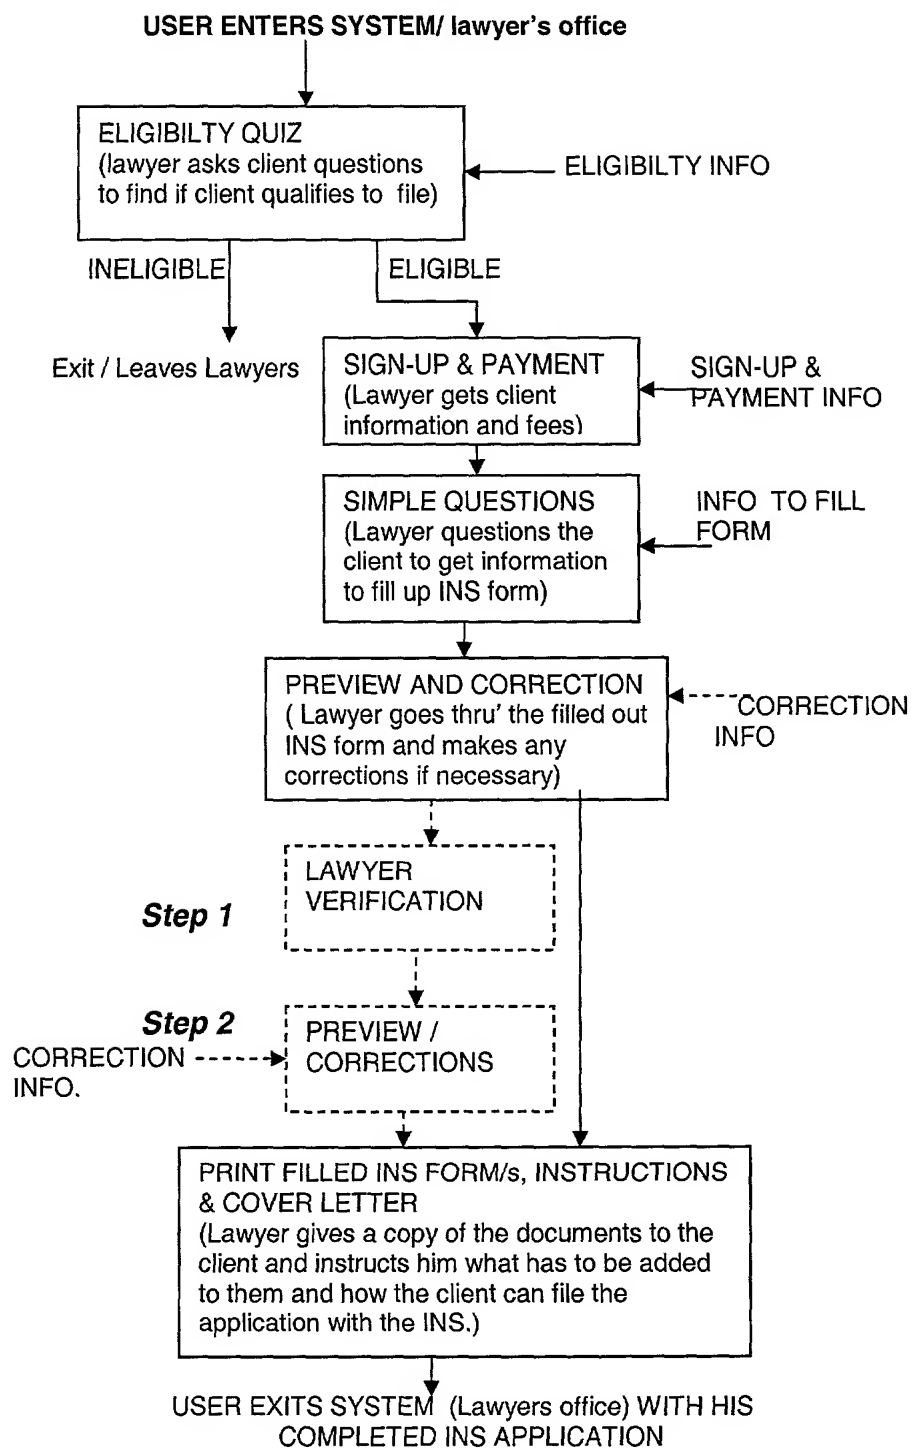 USER ENTERS SYSTEM/ lawyer's office
ELIGIBILTY QUIZ
(lawyer asks client questions
to find if client qualifies to file)
ELIGIBILTY INFO
INELIGIBLE
ELIGIBLE
Exit / Leaves Lawyers
SIGN-UP & PAYMENT
(Lawyer gets client
information and fees)
SIGN-UP &
PAYMENT INFO
SIMPLE QUESTIONS
(Lawyer questions the
client to get information
to fill up INS form)
INFO TO FILL
FORM
PREVIEW AND CORRECTION
( Lawyer goes thru' the filled out
INS form and makes any
corrections if necessary)
CORRECTION
INFO
LAWYER
VERIFICATION
Step 1
Step 2
PREVIEW /
CORRECTIONS
CORRECTION
INFO.
PRINT FILLED INS FORM/s, INSTRUCTIONS
& COVER LETTER
(Lawyer gives a copy of the documents to the
client and instructs him what has to be added
to them and how the client can file the
application with the INS.)
USER EXITS SYSTEM (Lawyers office) WITH HIS
COMPLETED INS APPLICATION